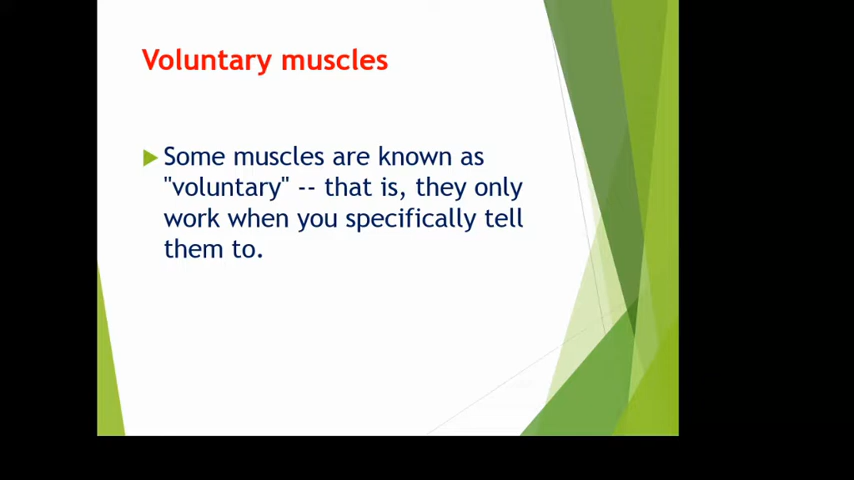 Voluntary muscles
Some muscles are known as
"voluntary" -- that is, they only
work when you specifically tell
them to.